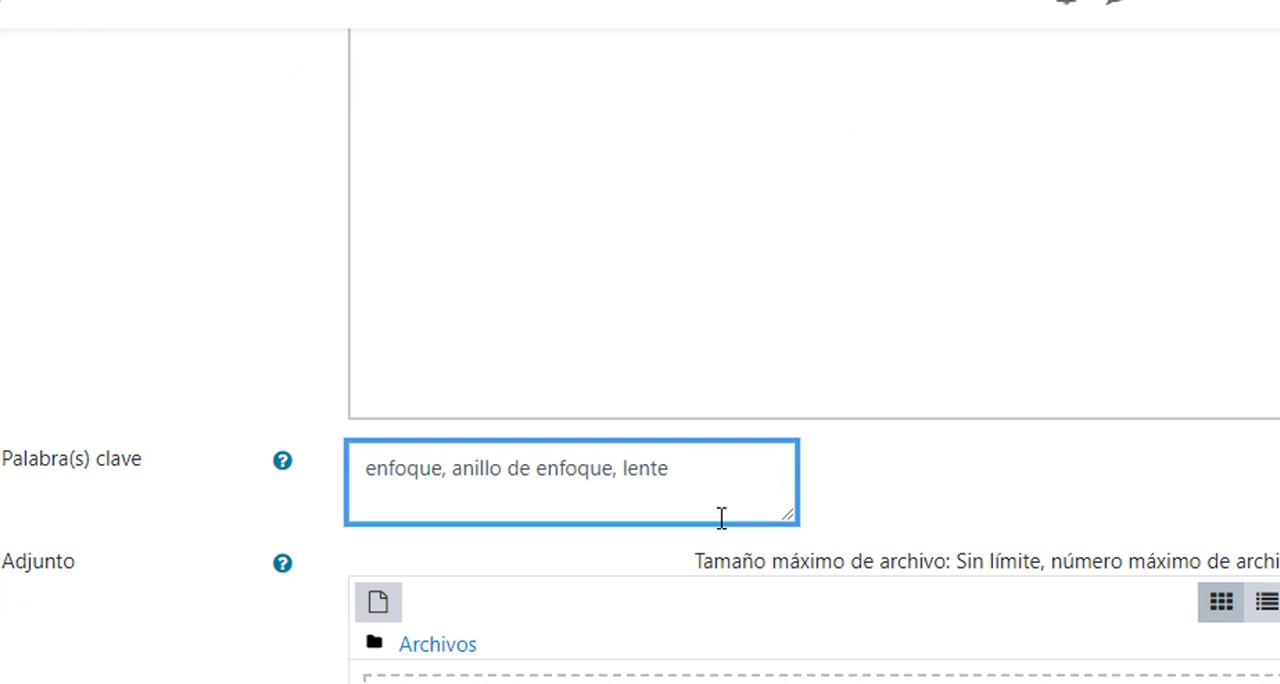 Palabra(s) clave
enfoque, anillo de enfoque, lente
Adjunto
Tamaño máximo de archivo: Sin límite, número máximo de archi
Archivos